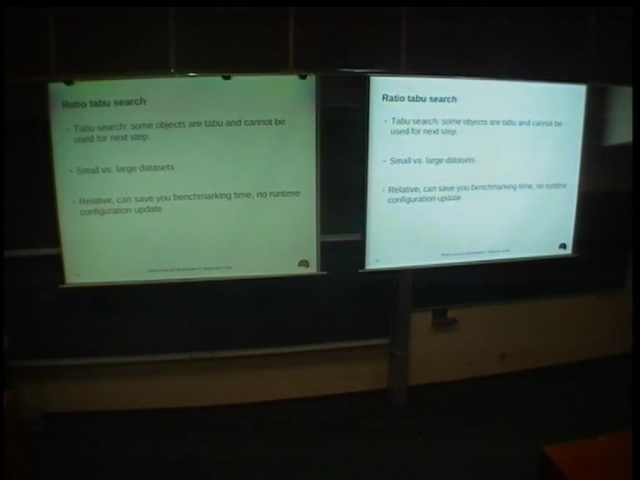 Ratio tabu search
- Tabu search: some objects are tabu and cannot be
used for next step.
- Small vs. large datasets
- Relative, can save you benchmarking time, no runtime
configuration update
Ratio tabu search
- Tabu search: some objects are tabu and cannot be
used for next step.
- Small vs. large datasets
- Relative, can save you benchmarking time, no runtime
configuration update